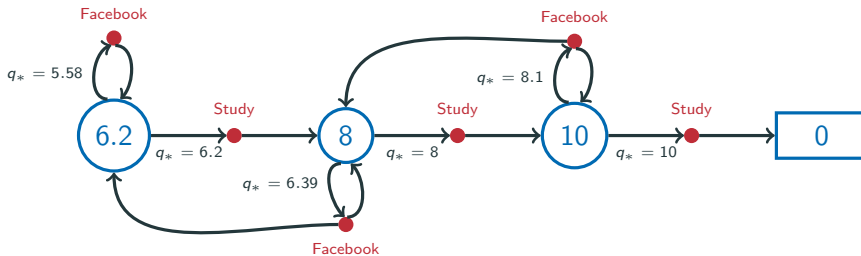 Facebook
Facebook
q* = 5.58
q* = 8.1
Study
Study
Study
6.2
8
10
0
q* = 6.2
q* = 8
q* = 10
q* = 6.39
Facebook